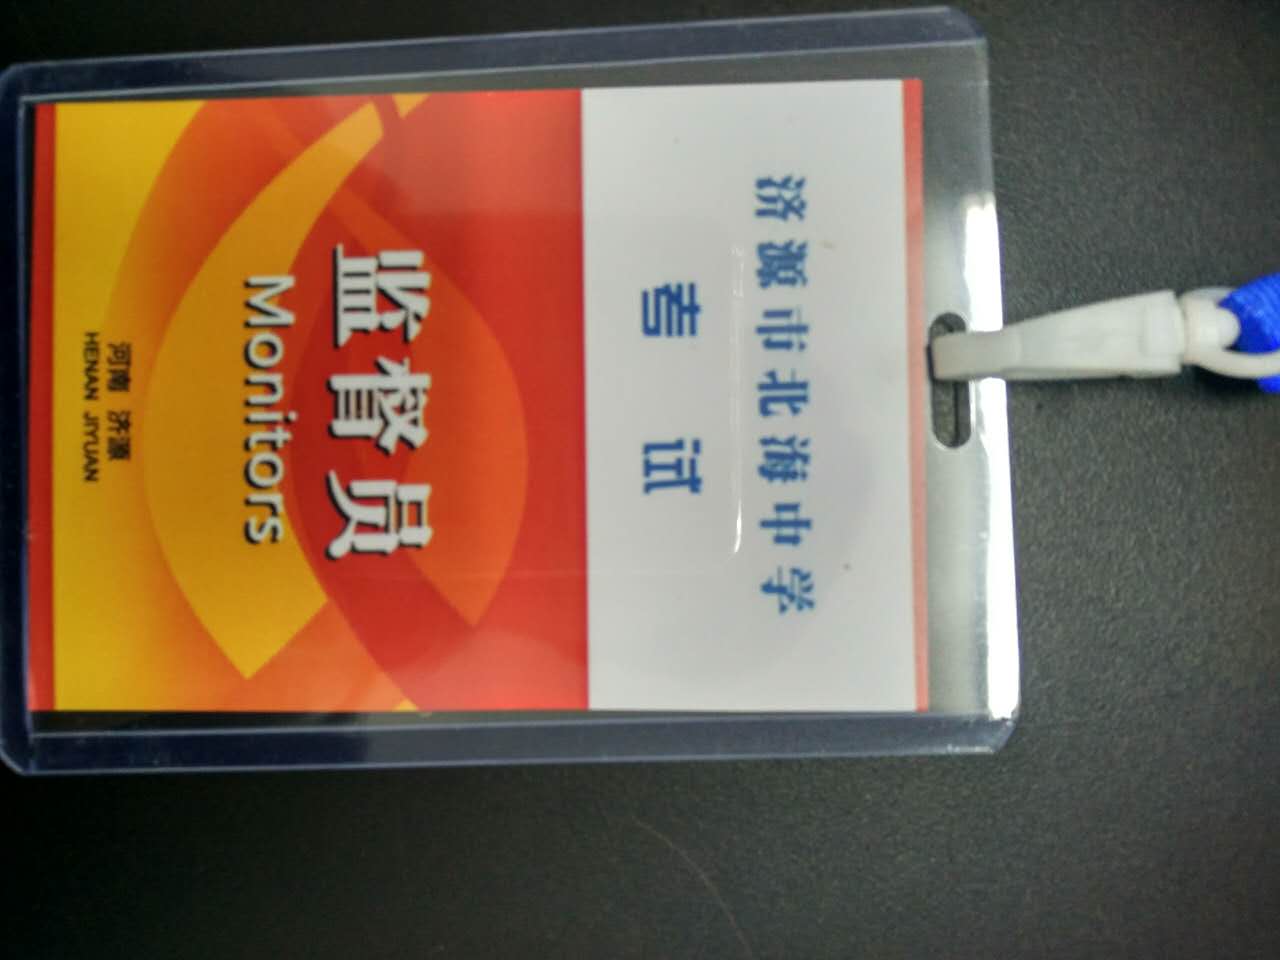 济源市北海中学
考试
监督员
Monitors
河南 济源
HENAN JIYUAN